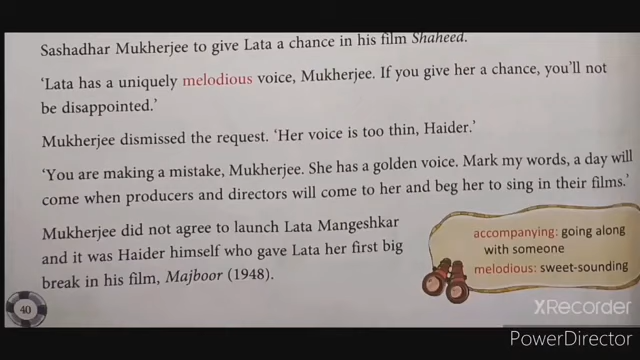 Sashadhar Mukherjee to give Lata a chance in his film Shaheed.
'Lata has a uniquely melodious voice, Mukherjee. If you give her a chance, you'll not
be disappointed.'
Mukherjee dismissed the request. 'Her voice is too thin, Haider.'
'You are making a mistake, Mukherjee. She has a golden voice. Mark my words, a day will
come when producers and directors will come to her and beg her to sing in their films.'
Mukherjee did not agree to launch Lata Mangeshkar
and it was Haider himself who gave Lata her first big
break in his film, Majboor (1948).
accompanying: going along
with someone
melodious: sweet-sounding
40
XRecorder
PowerDirector